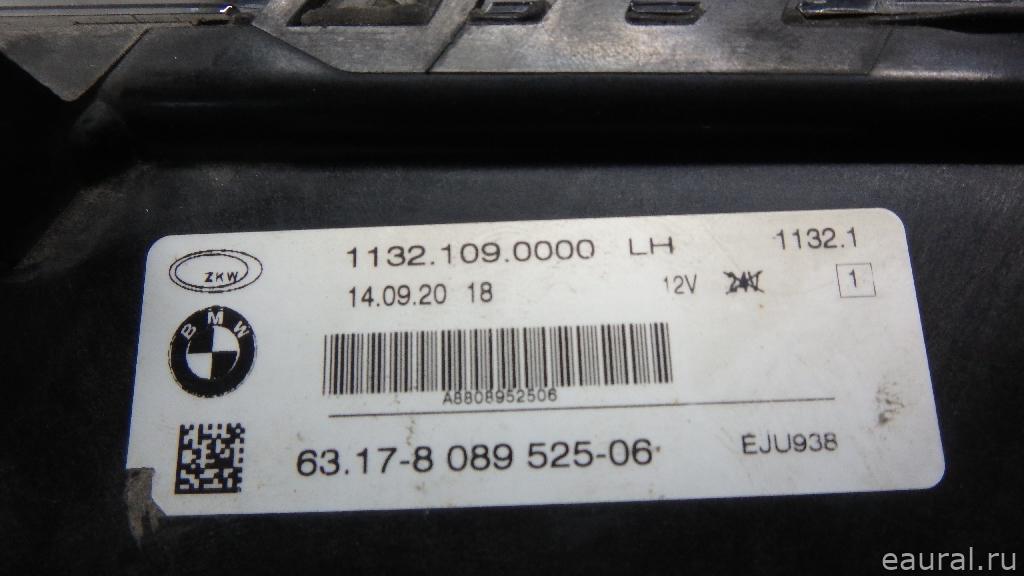 1132.109.0000 LH 1132.1
ZKW
14.09.20 18 12V 24V 1
BMW
A8808952506
63.17-8 089 525-06
EJU938
eaural.ru